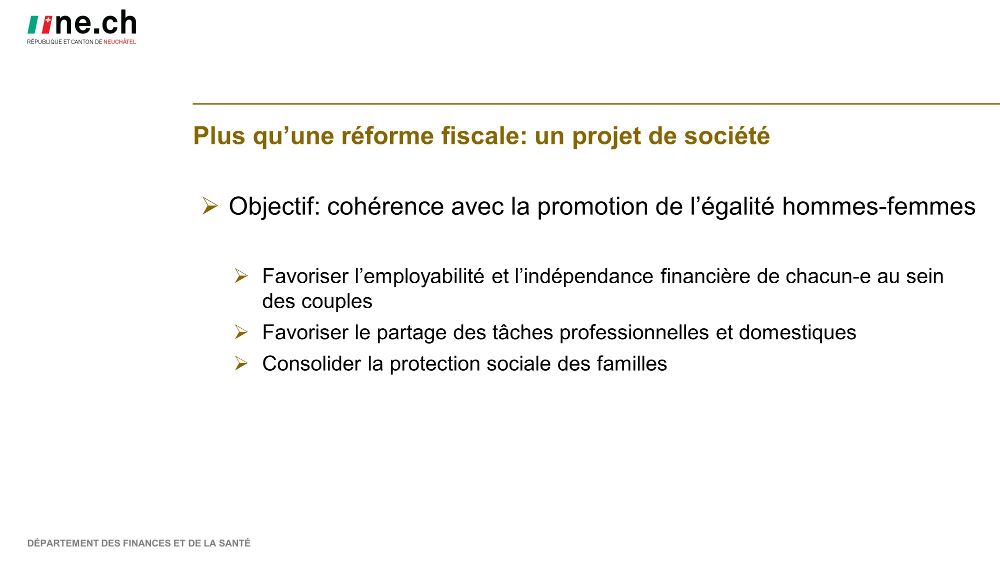 ne.ch
RÉPUBLIQUE ET CANTON DE NEUCHÂTEL
Plus qu’une réforme fiscale: un projet de société
Objectif: cohérence avec la promotion de l’égalité hommes-femmes
Favoriser l’employabilité et l’indépendance financière de chacun-e au sein
des couples
Favoriser le partage des tâches professionnelles et domestiques
Consolider la protection sociale des familles
DÉPARTEMENT DES FINANCES ET DE LA SANTÉ